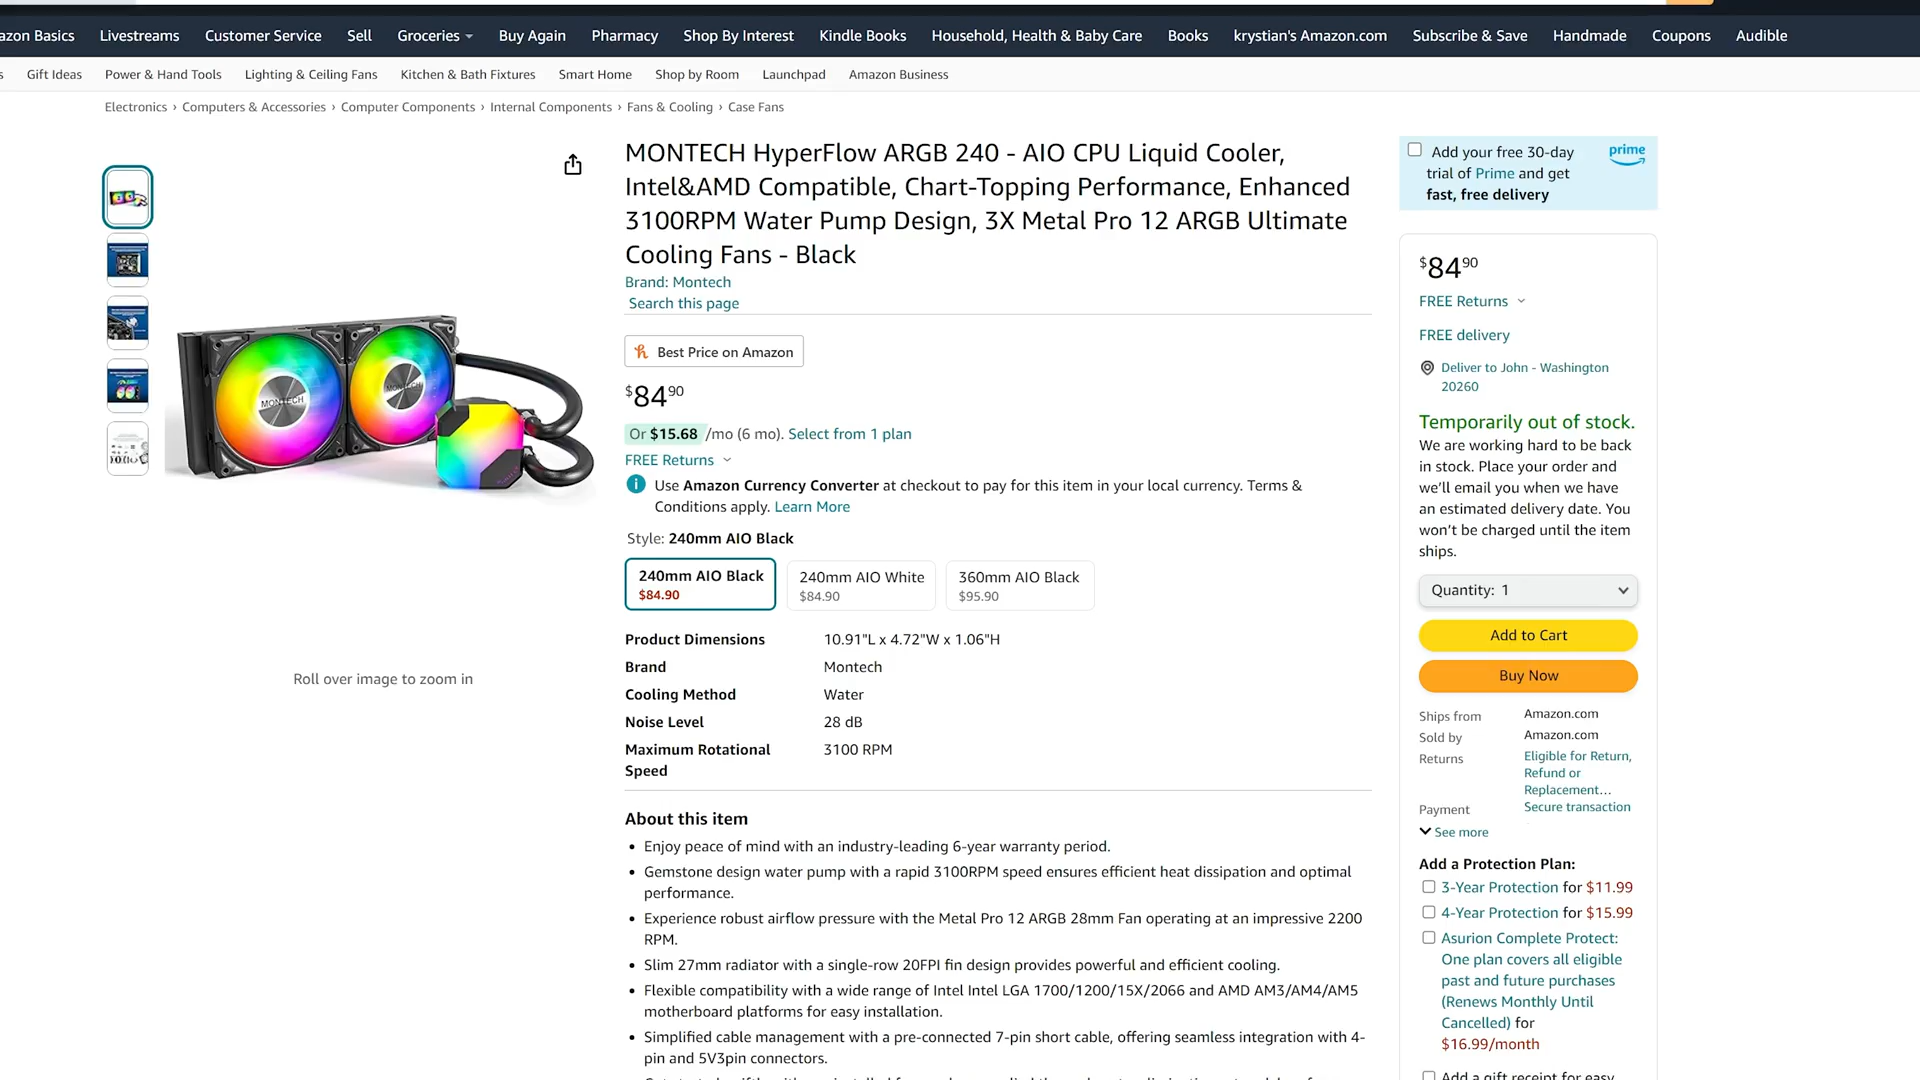 azon Basics Livestreams Customer Service Sell Groceries Buy Again Pharmacy Shop By Interest Kindle Books Household, Health & Baby Care Books krystian's Amazon.com Subscribe & Save Handmade Coupons Audible
s Gift Ideas Power & Hand Tools Lighting & Ceiling Fans Kitchen & Bath Fixtures Smart Home Shop by Room Launchpad Amazon Business
Electronics › Computers & Accessories › Computer Components › Internal Components › Fans & Cooling › Case Fans
MONTECH
MONTECH
Roll over image to zoom in
MONTECH HyperFlow ARGB 240 - AIO CPU Liquid Cooler,
Intel&AMD Compatible, Chart-Topping Performance, Enhanced
3100RPM Water Pump Design, 3X Metal Pro 12 ARGB Ultimate
Cooling Fans - Black
Brand: Montech
Search this page
Best Price on Amazon
$84 90
Or $15.68 /mo (6 mo). Select from 1 plan
FREE Returns
Use Amazon Currency Converter at checkout to pay for this item in your local currency. Terms &
Conditions apply. Learn More
Style: 240mm AIO Black
240mm AIO Black 240mm AIO White 360mm AIO Black
$84.90 $84.90 $95.90
Product Dimensions 10.91"L x 4.72"W x 1.06"H
Brand Montech
Cooling Method Water
Noise Level 28 dB
Maximum Rotational 3100 RPM
Speed
About this item
• Enjoy peace of mind with an industry-leading 6-year warranty period.
• Gemstone design water pump with a rapid 3100RPM speed ensures efficient heat dissipation and optimal
performance.
• Experience robust airflow pressure with the Metal Pro 12 ARGB 28mm Fan operating at an impressive 2200
RPM.
• Slim 27mm radiator with a single-row 20FPI fin design provides powerful and efficient cooling.
• Flexible compatibility with a wide range of Intel Intel LGA 1700/1200/15X/2066 and AMD AM3/AM4/AM5
motherboard platforms for easy installation.
• Simplified cable management with a pre-connected 7-pin short cable, offering seamless integration with 4-
pin and 5V3pin connectors.
Add your free 30-day prime
trial of Prime and get
fast, free delivery
$84 90
FREE Returns
FREE delivery
Deliver to John - Washington
20260
Temporarily out of stock.
We are working hard to be back
in stock. Place your order and
we’ll email you when we have
an estimated delivery date. You
won’t be charged until the item
ships.
Quantity: 1
Add to Cart
Buy Now
Ships from Amazon.com
Sold by Amazon.com
Returns Eligible for Return,
Refund or
Replacement…
Payment Secure transaction
See more
Add a Protection Plan:
3-Year Protection for $11.99
4-Year Protection for $15.99
Asurion Complete Protect:
One plan covers all eligible
past and future purchases
(Renews Monthly Until
Cancelled) for
$16.99/month
Add a gift receipt for easy